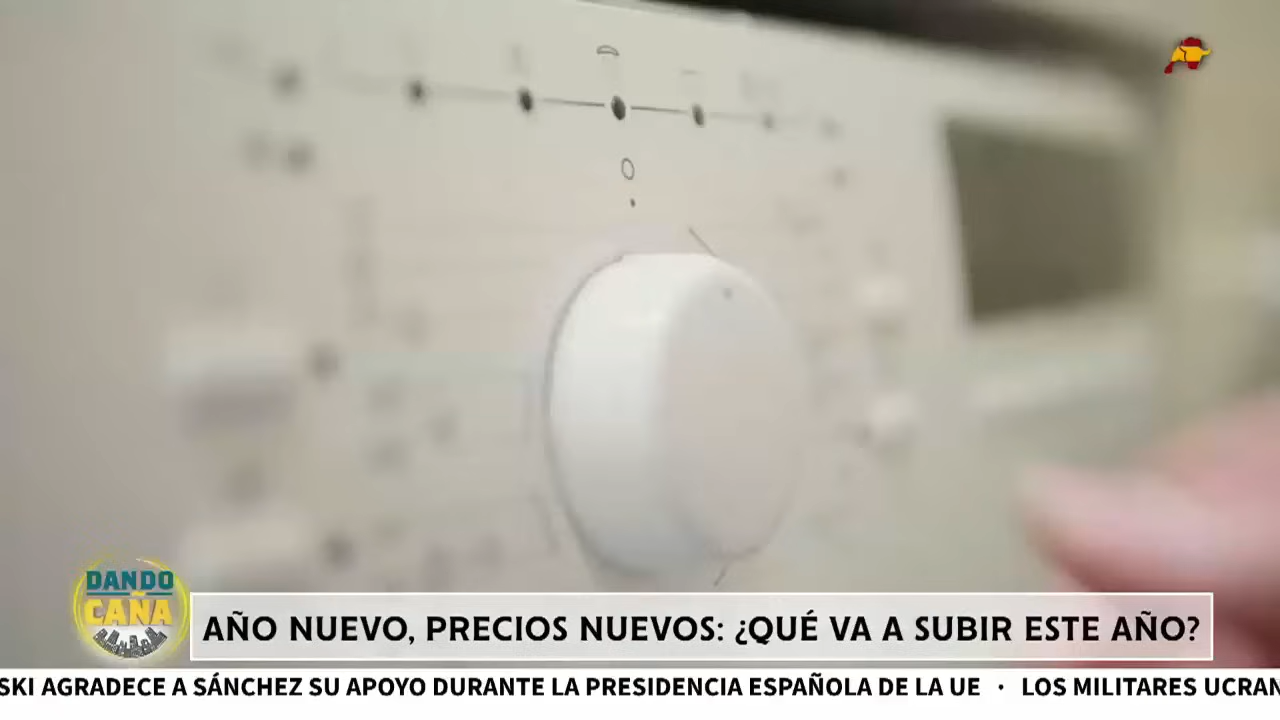 DANDO
CAÑA
AÑO NUEVO, PRECIOS NUEVOS: ¿QUÉ VA A SUBIR ESTE AÑO?
SKI AGRADECE A SÁNCHEZ SU APOYO DURANTE LA PRESIDENCIA ESPAÑOLA DE LA UE · LOS MILITARES UCRAN